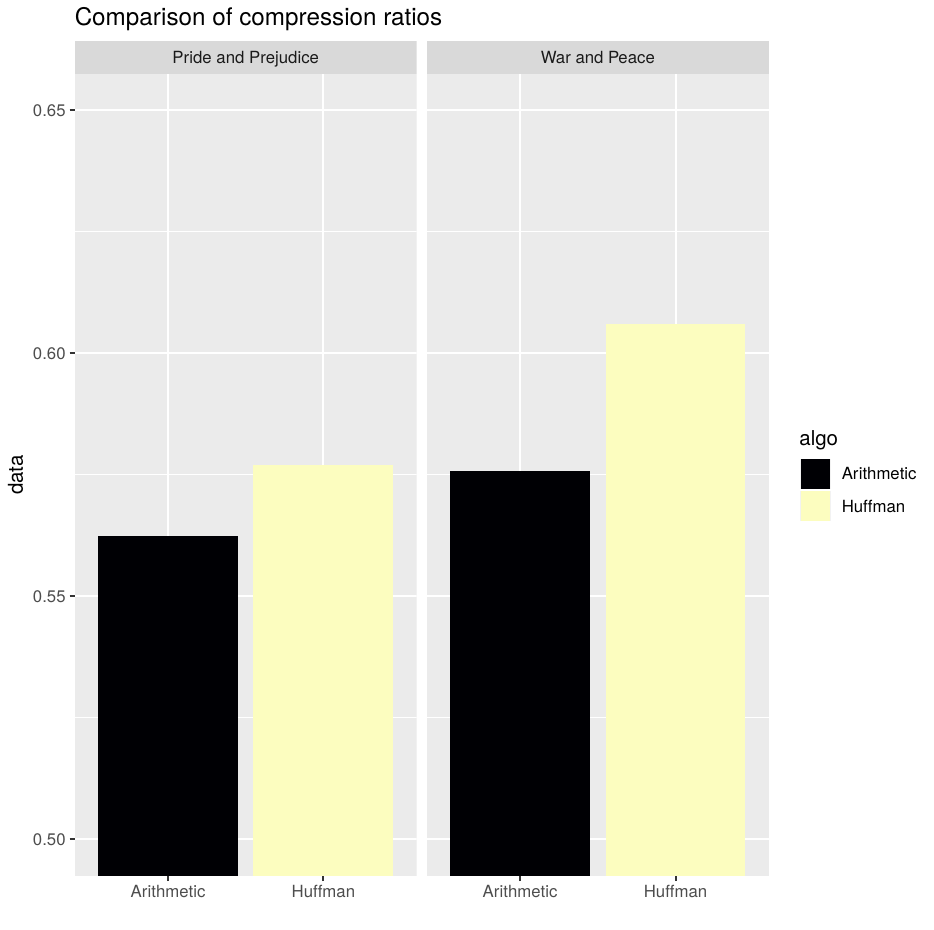 Comparison of compression ratios
Pride and Prejudice
War and Peace
0.65
0.60
0.55
0.50
data
Arithmetic
Huffman
Arithmetic
Huffman
algo
Arithmetic
Huffman